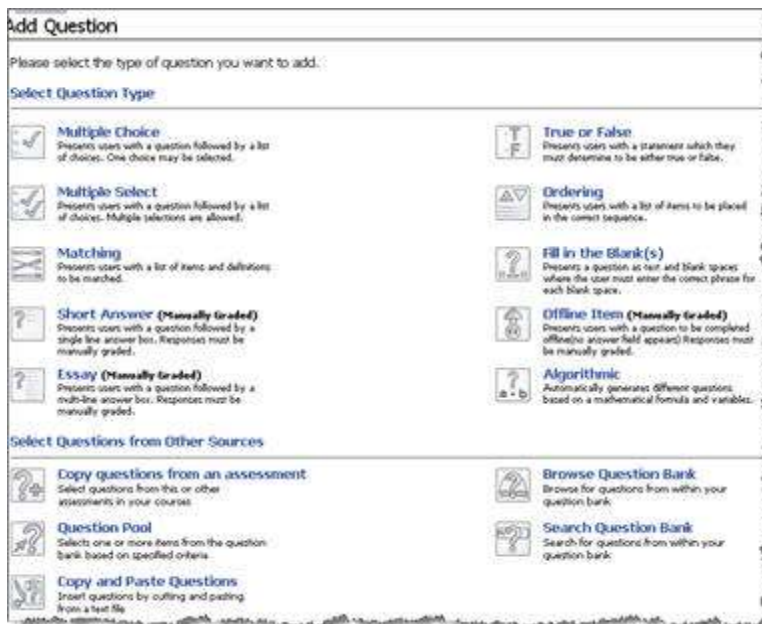 Add Question
Please select the type of question you want to add.
Select Question Type
Multiple Choice
Presents users with a question followed by a list
of choices. One choice may be selected.
True or False
Presents users with a statement which they
must determine to be either true or false.
Multiple Select
Presents users with a question followed by a list
of choices. Multiple selections are allowed.
Ordering
Presents users with a list of items to be placed
in the correct sequence.
Matching
Presents users with a list of items and definitions
to be matched.
Fill in the Blank(s)
Presents a question as text and blank spaces
where the user must enter the correct phrase for
each blank space.
Short Answer (Manually Graded)
Presents users with a question followed by a
single line answer box. Responses must be
manually graded.
Offline Item (Manually Graded)
Presents users with a question to be completed
offline(no answer field appears) Responses must
be manually graded.
Essay (Manually Graded)
Presents users with a question followed by a
multi-line answer box. Responses must be
manually graded.
Algorithmic
Automatically generates different questions
based on a mathematical formula and variables.
Select Questions from Other Sources
Copy questions from an assessment
Select questions from this or other
assessments in your courses
Browse Question Bank
Browse for questions from within your
question bank
Question Pool
Selects one or more items from the question
bank based on specified criteria
Search Question Bank
Search for questions from within your
question bank
Copy and Paste Questions
Insert questions by cutting and pasting
from a text file